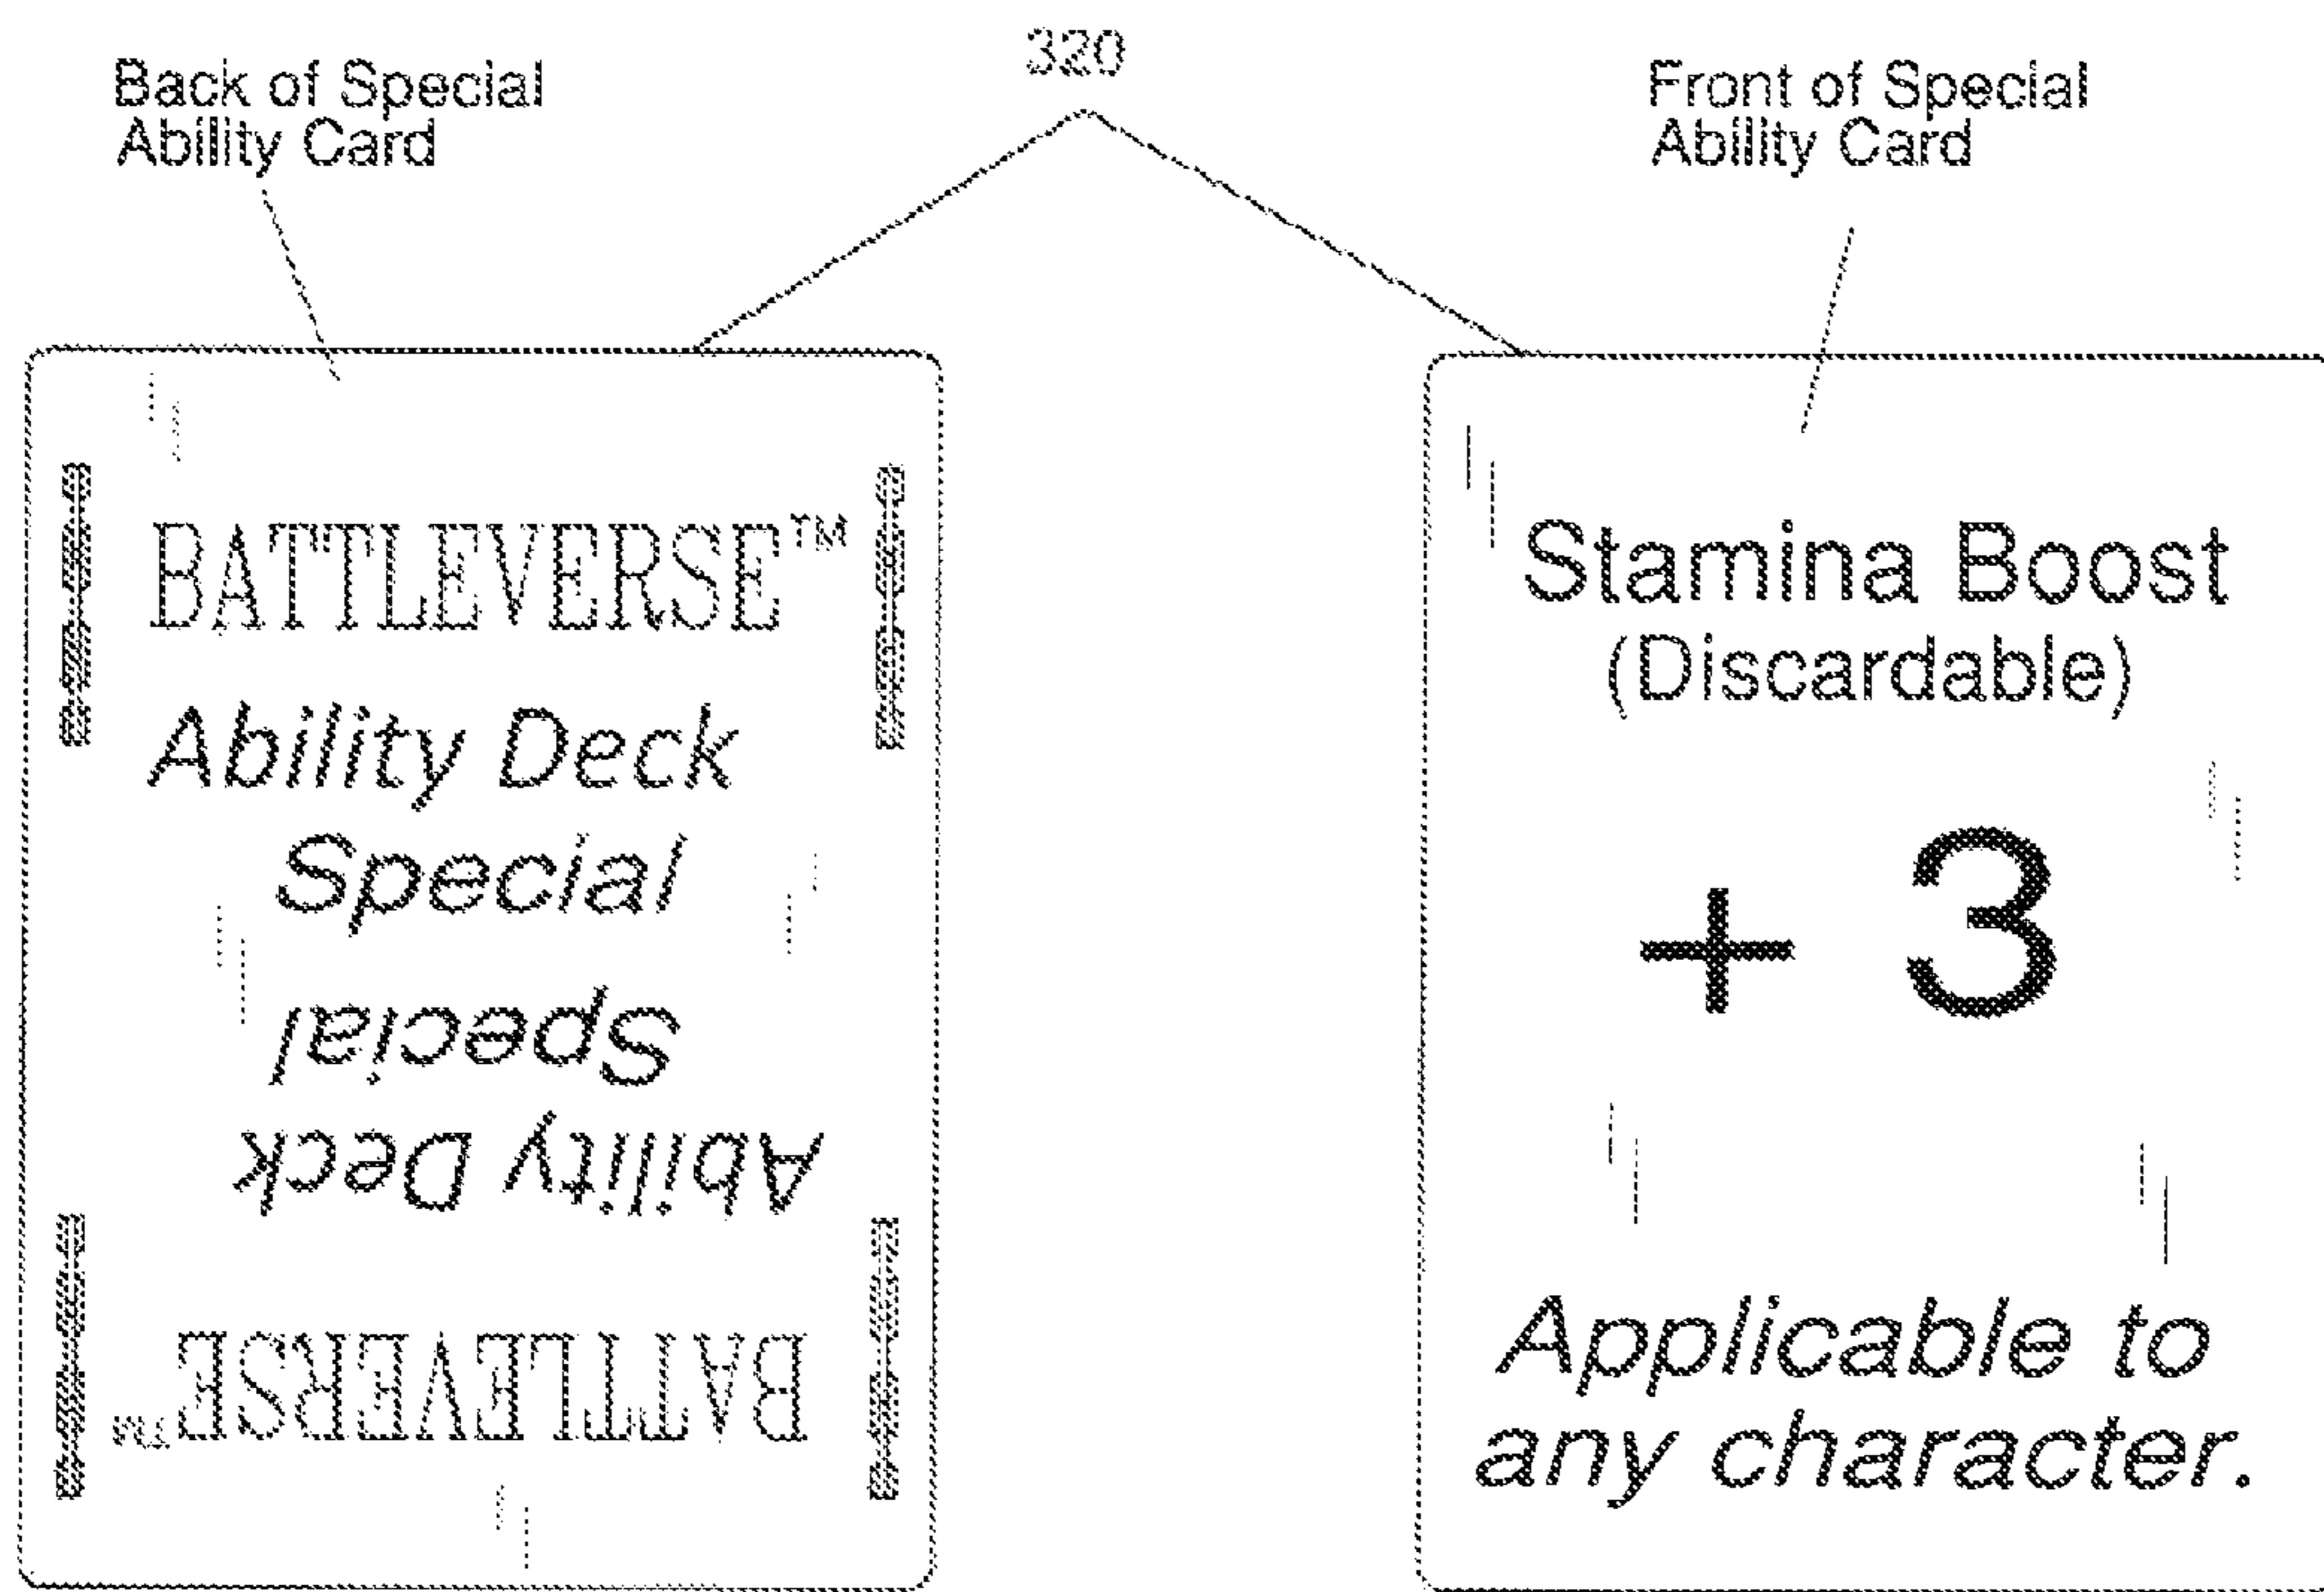 320
Back of Special
Ability Card
BATTLEVERSE™
Ability Deck
Special
Special
Ability Deck
BATTLEVERSE™
Front of Special
Ability Card
Stamina Boost
(Discardable)
+ 3
Applicable to
any character.